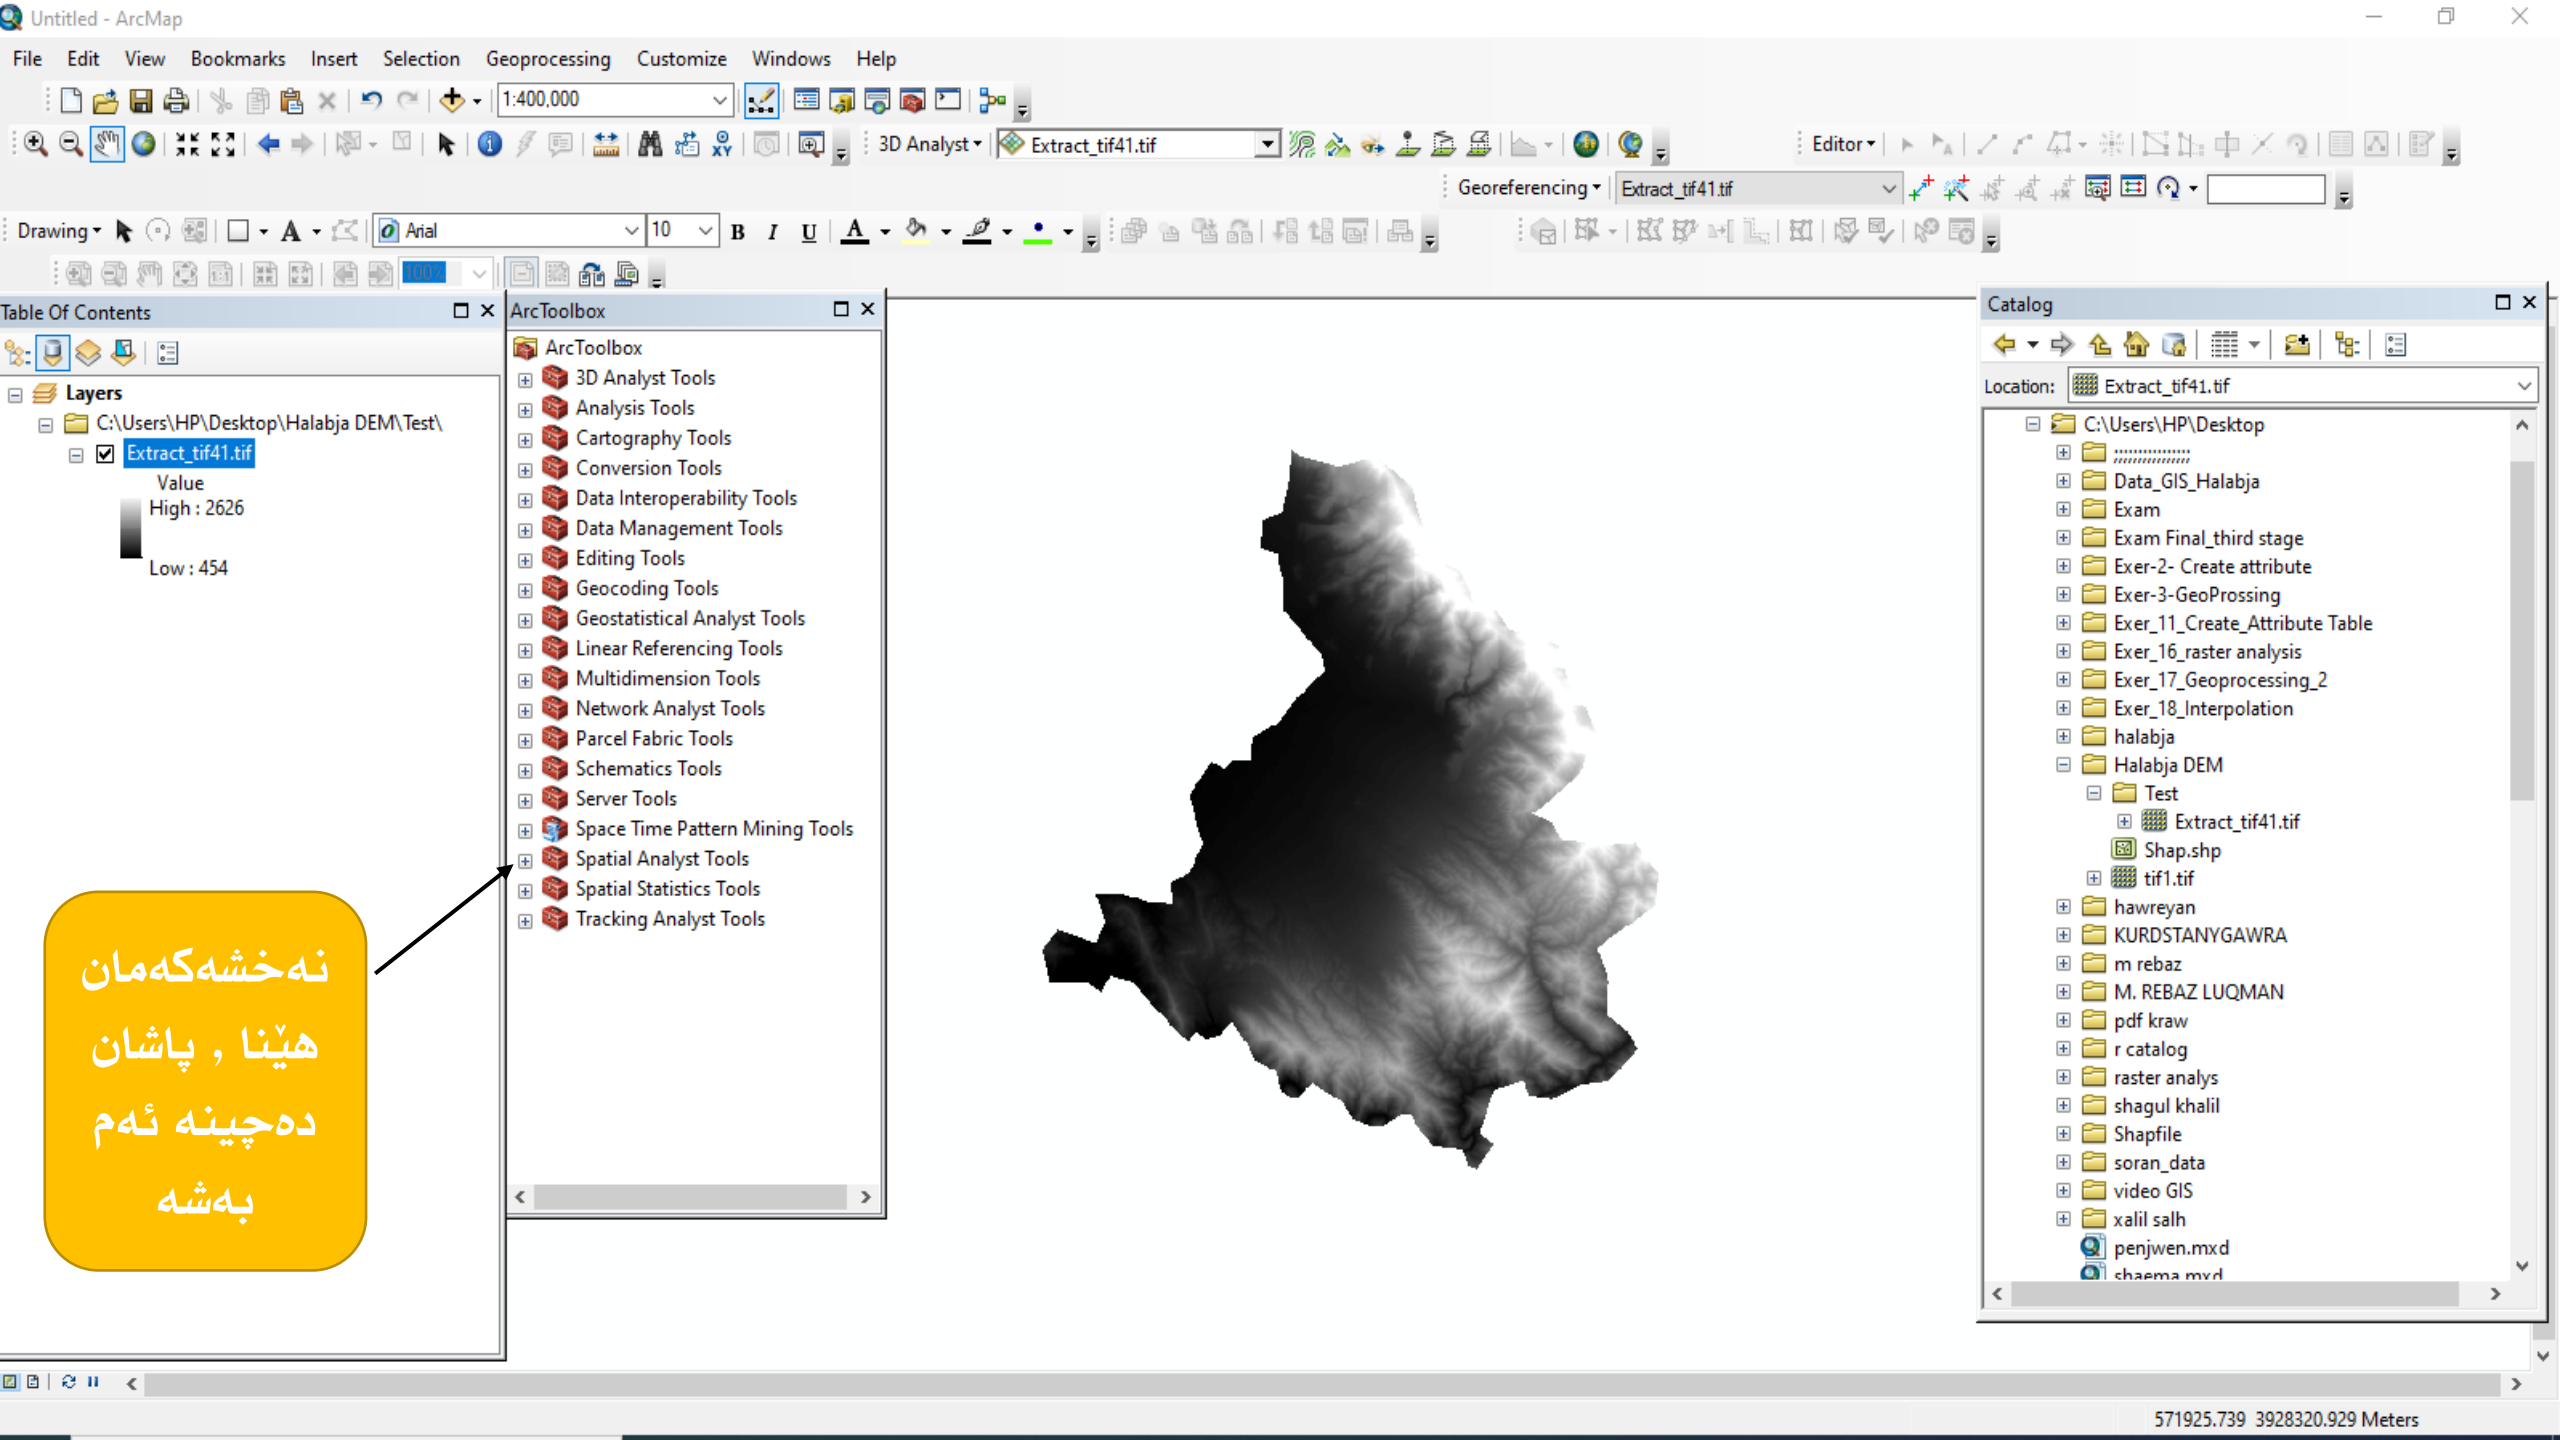 Untitled - ArcMap
File Edit View Bookmarks Insert Selection Geoprocessing Customize Windows Help
1:400,000
3D Analyst Extract_tif41.tif Editor
Georeferencing Extract_tif41.tif
Drawing A Arial 10 B I U A
100%
Table Of Contents
Layers
C:\Users\HP\Desktop\Halabja DEM\Test\
Extract_tif41.tif
Value
High : 2626
Low : 454
نەخشەکەمان
هێنا , پاشان
دەچینە ئەم
بەشە
ArcToolbox
ArcToolbox
3D Analyst Tools
Analysis Tools
Cartography Tools
Conversion Tools
Data Interoperability Tools
Data Management Tools
Editing Tools
Geocoding Tools
Geostatistical Analyst Tools
Linear Referencing Tools
Multidimension Tools
Network Analyst Tools
Parcel Fabric Tools
Schematics Tools
Server Tools
Space Time Pattern Mining Tools
Spatial Analyst Tools
Spatial Statistics Tools
Tracking Analyst Tools
Catalog
Location: Extract_tif41.tif
C:\Users\HP\Desktop
;;;;;;;;;;;;;;;;
Data_GIS_Halabja
Exam
Exam Final_third stage
Exer-2- Create attribute
Exer-3-GeoProssing
Exer_11_Create_Attribute Table
Exer_16_raster analysis
Exer_17_Geoprocessing_2
Exer_18_Interpolation
halabja
Halabja DEM
Test
Extract_tif41.tif
Shap.shp
tif1.tif
hawreyan
KURDSTANYGAWRA
m rebaz
M. REBAZ LUQMAN
pdf kraw
r catalog
raster analys
shagul khalil
Shapfile
soran_data
video GIS
xalil salh
penjwen.mxd
shaema.mxd
571925.739 3928320.929 Meters